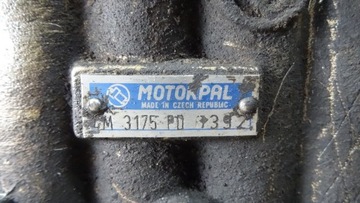 MOTORPAL
MADE IN CZECH REPUBLIC
M 3175 PD